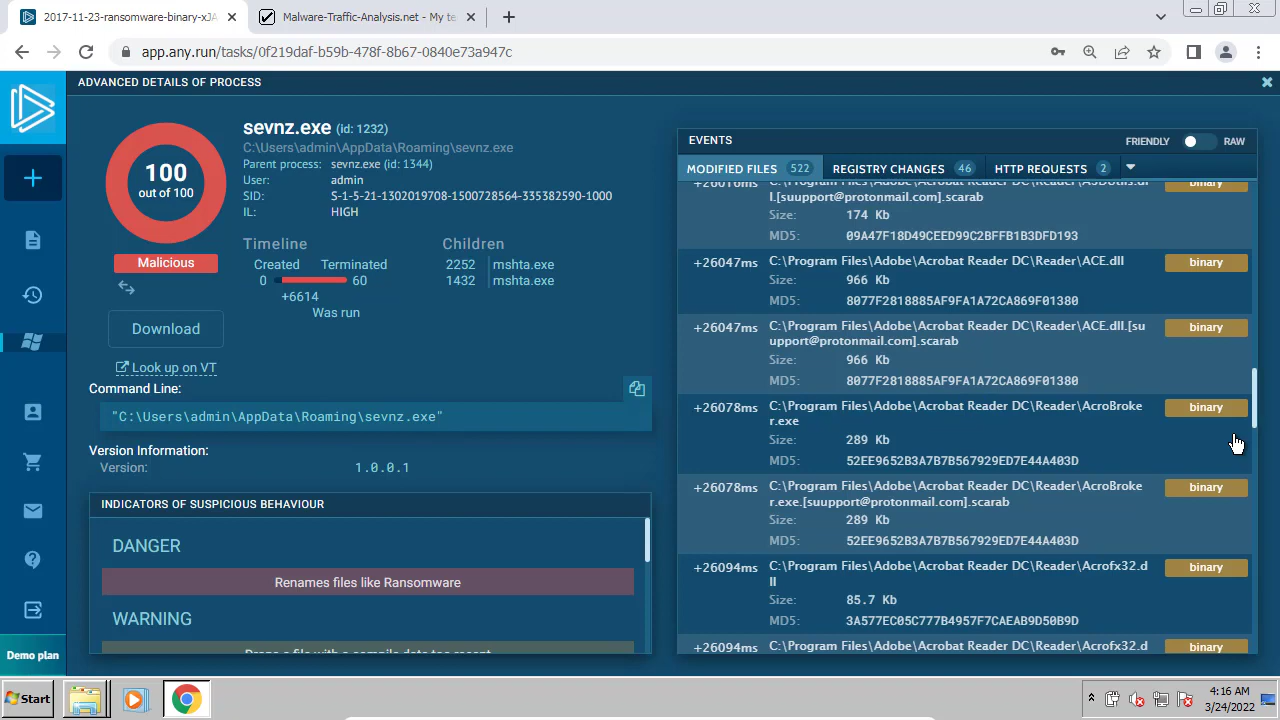 2017-11-23-ransomware-binary-xJA
Malware-Traffic-Analysis.net - My te
app.any.run/tasks/0f219daf-b59b-478f-8b67-0840e73a947c
ADVANCED DETAILS OF PROCESS
100
out of 100
Malicious
Download
Look up on VT
sevnz.exe (id: 1232)
C:\Users\admin\AppData\Roaming\sevnz.exe
Parent process: sevnz.exe (id: 1344)
User: admin
SID: S-1-5-21-1302019708-1500728564-335382590-1000
IL: HIGH
Timeline
Created Terminated
0 60
+6614
Was run
Children
2252 mshta.exe
1432 mshta.exe
Command Line:
"C:\Users\admin\AppData\Roaming\sevnz.exe"
Version Information:
Version: 1.0.0.1
INDICATORS OF SUSPICIOUS BEHAVIOUR
DANGER
Renames files like Ransomware
WARNING
EVENTS
FRIENDLY RAW
MODIFIED FILES 522 REGISTRY CHANGES 46 HTTP REQUESTS 2
l.[suupport@protonmail.com].scarab
binary
Size: 174 Kb
MD5: 09A47F18D49CEED99C2BFFB1B3DFD193
+26047ms C:\Program Files\Adobe\Acrobat Reader DC\Reader\ACE.dll binary
Size: 966 Kb
MD5: 8077F2818885AF9FA1A72CA869F01380
+26047ms C:\Program Files\Adobe\Acrobat Reader DC\Reader\ACE.dll.[su binary
upport@protonmail.com].scarab
Size: 966 Kb
MD5: 8077F2818885AF9FA1A72CA869F01380
+26078ms C:\Program Files\Adobe\Acrobat Reader DC\Reader\AcroBroke binary
r.exe
Size: 289 Kb
MD5: 52EE9652B3A7B7B567929ED7E44A403D
+26078ms C:\Program Files\Adobe\Acrobat Reader DC\Reader\AcroBroke binary
r.exe.[suupport@protonmail.com].scarab
Size: 289 Kb
MD5: 52EE9652B3A7B7B567929ED7E44A403D
+26094ms C:\Program Files\Adobe\Acrobat Reader DC\Reader\Acrofx32.d binary
ll
Size: 85.7 Kb
MD5: 3A577EC05C777B4957F7CAEAB9D50B9D
+26094ms C:\Program Files\Adobe\Acrobat Reader DC\Reader\Acrofx32.d binary
Demo plan
Start
4:16 AM
3/24/2022